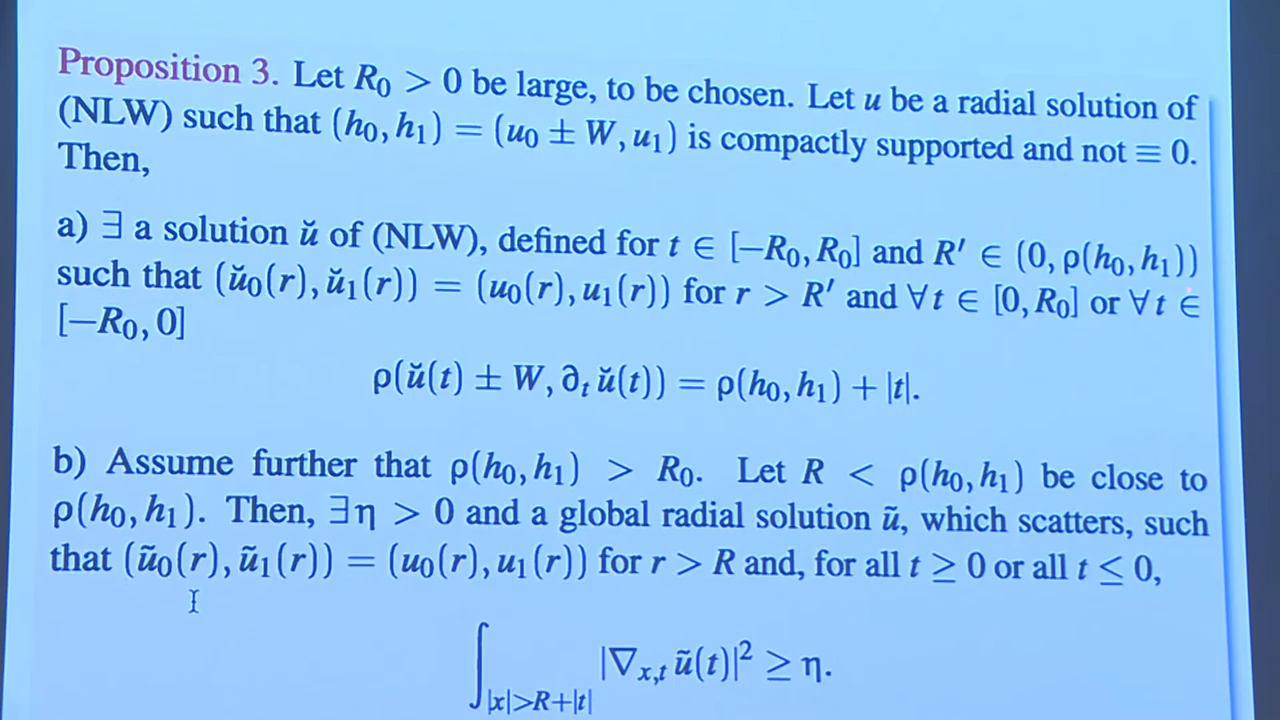 Proposition 3. Let R₀ > 0 be large, to be chosen. Let u be a radial solution of
(NLW) such that (h₀, h₁) = (u₀ ± W, u₁) is compactly supported and not ≡ 0.
Then,
a) ∃ a solution ŭ of (NLW), defined for t ∈ [−R₀, R₀] and R′ ∈ (0, ρ(h₀, h₁))
such that (ŭ₀(r), ŭ₁(r)) = (u₀(r), u₁(r)) for r > R′ and ∀ t ∈ [0, R₀] or ∀ t ∈
[−R₀, 0]
ρ(ŭ(t) ± W, ∂ₜ ŭ(t)) = ρ(h₀, h₁) + |t|.
b) Assume further that ρ(h₀, h₁) > R₀. Let R < ρ(h₀, h₁) be close to
ρ(h₀, h₁). Then, ∃η > 0 and a global radial solution ũ, which scatters, such
that (ũ₀(r), ũ₁(r)) = (u₀(r), u₁(r)) for r > R and, for all t ≥ 0 or all t ≤ 0,
∫_{|x|>R+|t|} |∇_{x,t} ũ(t)|² ≥ η.